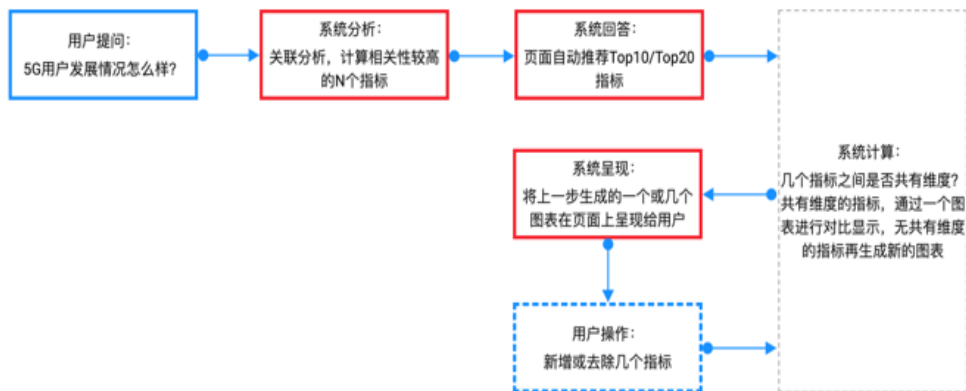 用户提问：
5G用户发展情况怎么样?
系统分析：
关联分析，计算相关性较高
的N个指标
系统回答：
页面自动推荐Top10/Top20
指标
系统计算：
几个指标之间是否共有维度?
共有维度的指标，通过一个图
表进行对比显示，无共有维度
的指标再生成新的图表
系统呈现：
将上一步生成的一个或几个
图表在页面上呈现给用户
用户操作：
新增或去除几个指标